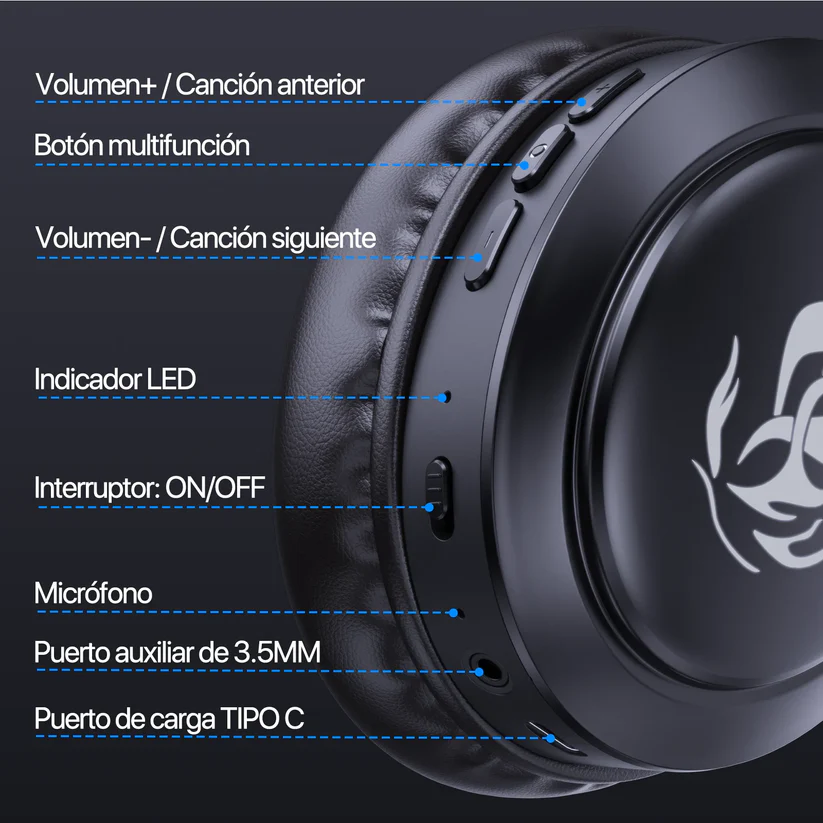 Volumen+ / Canción anterior
Botón multifunción
Volumen- / Canción siguiente
Indicador LED
Interruptor: ON/OFF
Micrófono
Puerto auxiliar de 3.5MM
Puerto de carga TIPO C